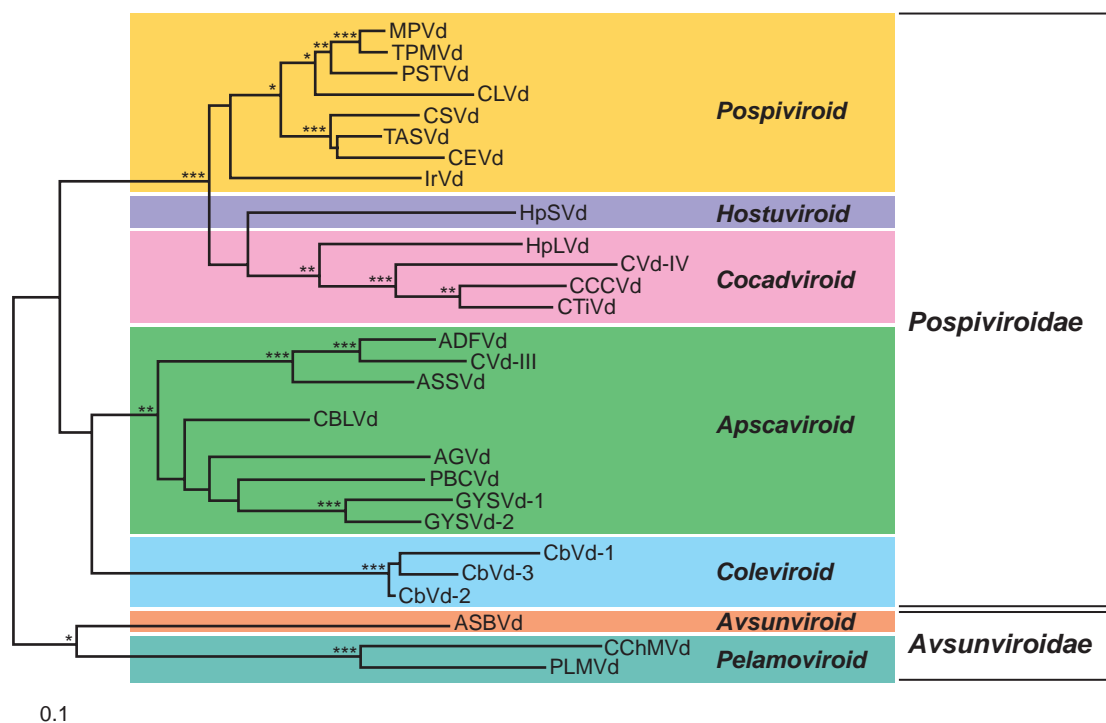 *** MPVd
** TPMVd
* PSTVd
* CLVd
*** CSVd
TASVd
CEVd
*** IrVd
Pospiviroid
HpSVd
Hostuviroid
HpLVd
** *** CVd-IV
** CCCVd
CTiVd
Cocadviroid
Pospiviroidae
*** *** ADFVd
CVd-III
ASSVd
** CBLVd
Apscaviroid
AGVd
PBCVd
*** GYSVd-1
GYSVd-2
CbVd-1
*** CbVd-3
CbVd-2
Coleviroid
ASBVd
Avsunviroid
* *** CChMVd
PLMVd
Pelamoviroid
Avsunviroidae
0.1